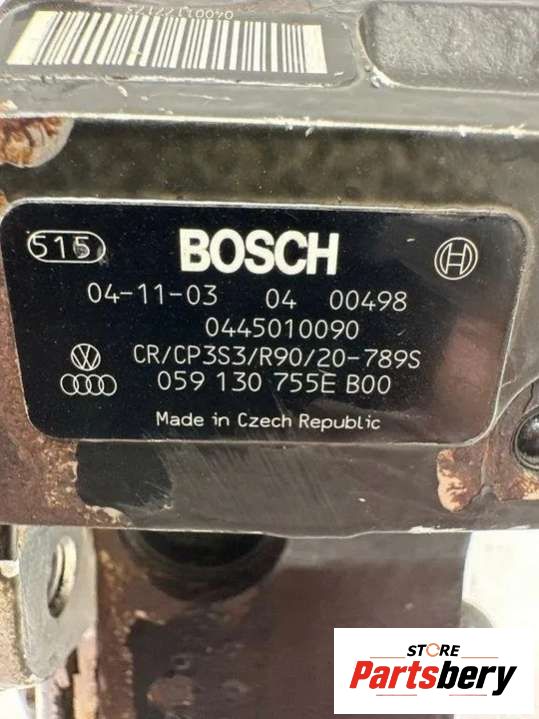 515
BOSCH
04-11-03 04 00498
0445010090
CR/CP3S3/R90/20-789S
059 130 755E B00
Made in Czech Republic
STORE
Partsbery